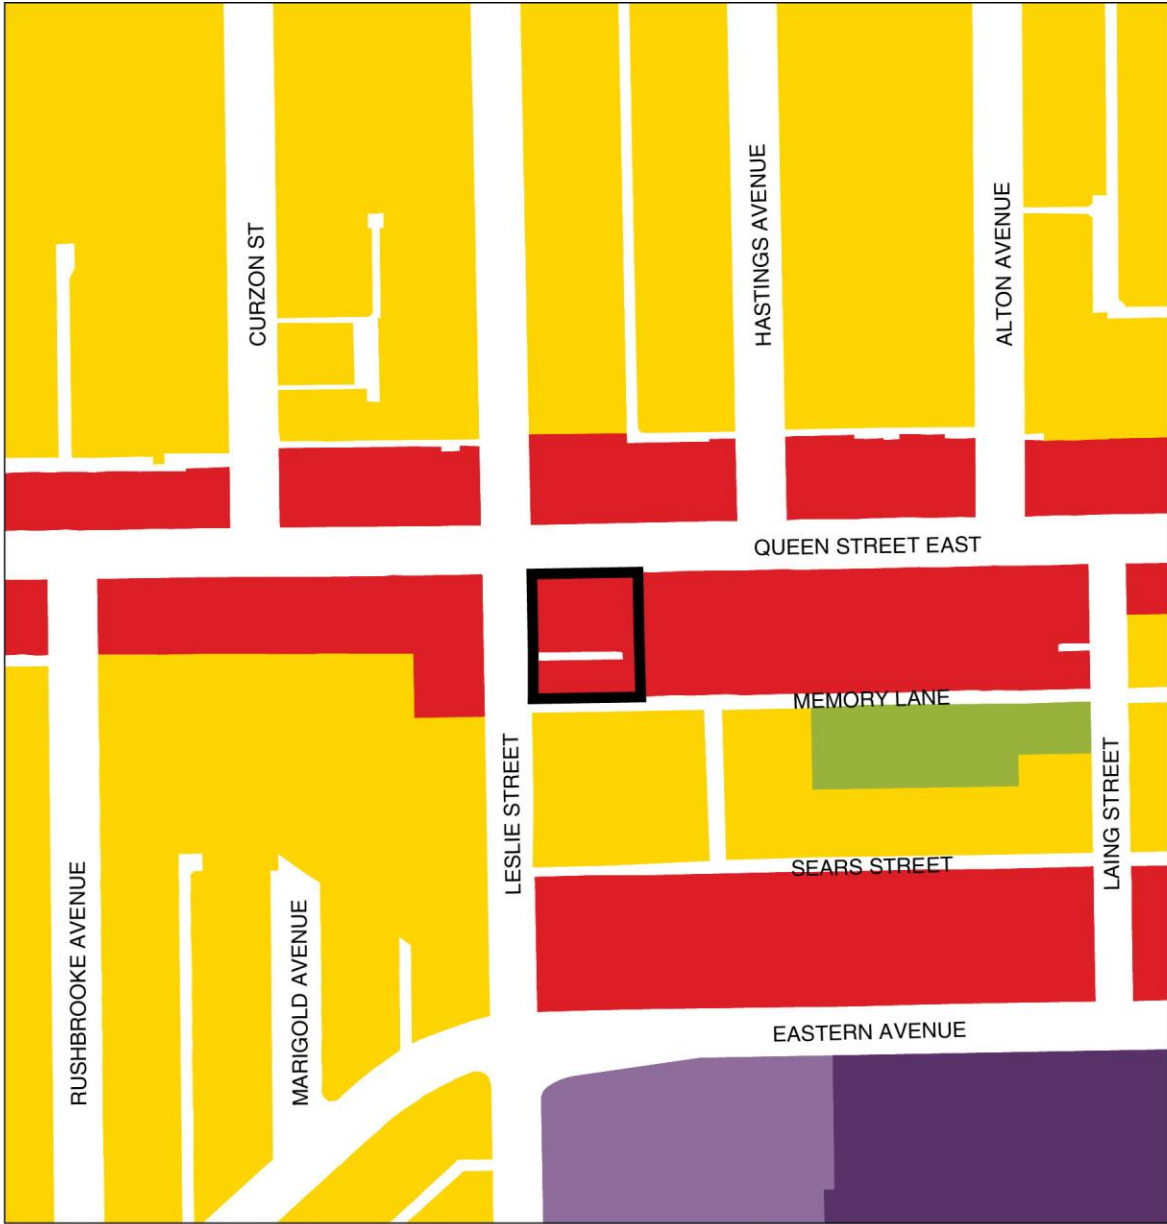 CURZON ST
HASTINGS AVENUE
ALTON AVENUE
QUEEN STREET EAST
MEMORY LANE
LESLIE STREET
LAING STREET
SEARS STREET
RUSHBROOKE AVENUE
MARIGOLD AVENUE
EASTERN AVENUE